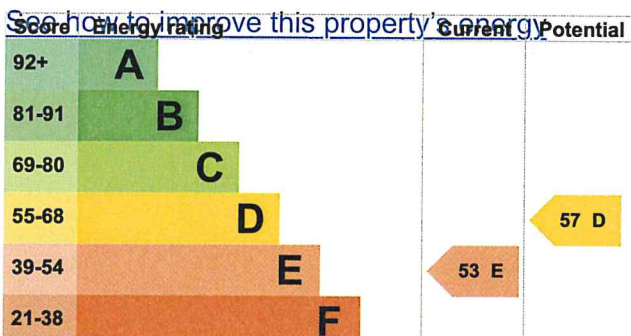 See how to improve this property's energy
Score Energy rating Current Potential
92+ A
81-91 B
69-80 C
55-68 D 57 D
39-54 E 53 E
21-38 F